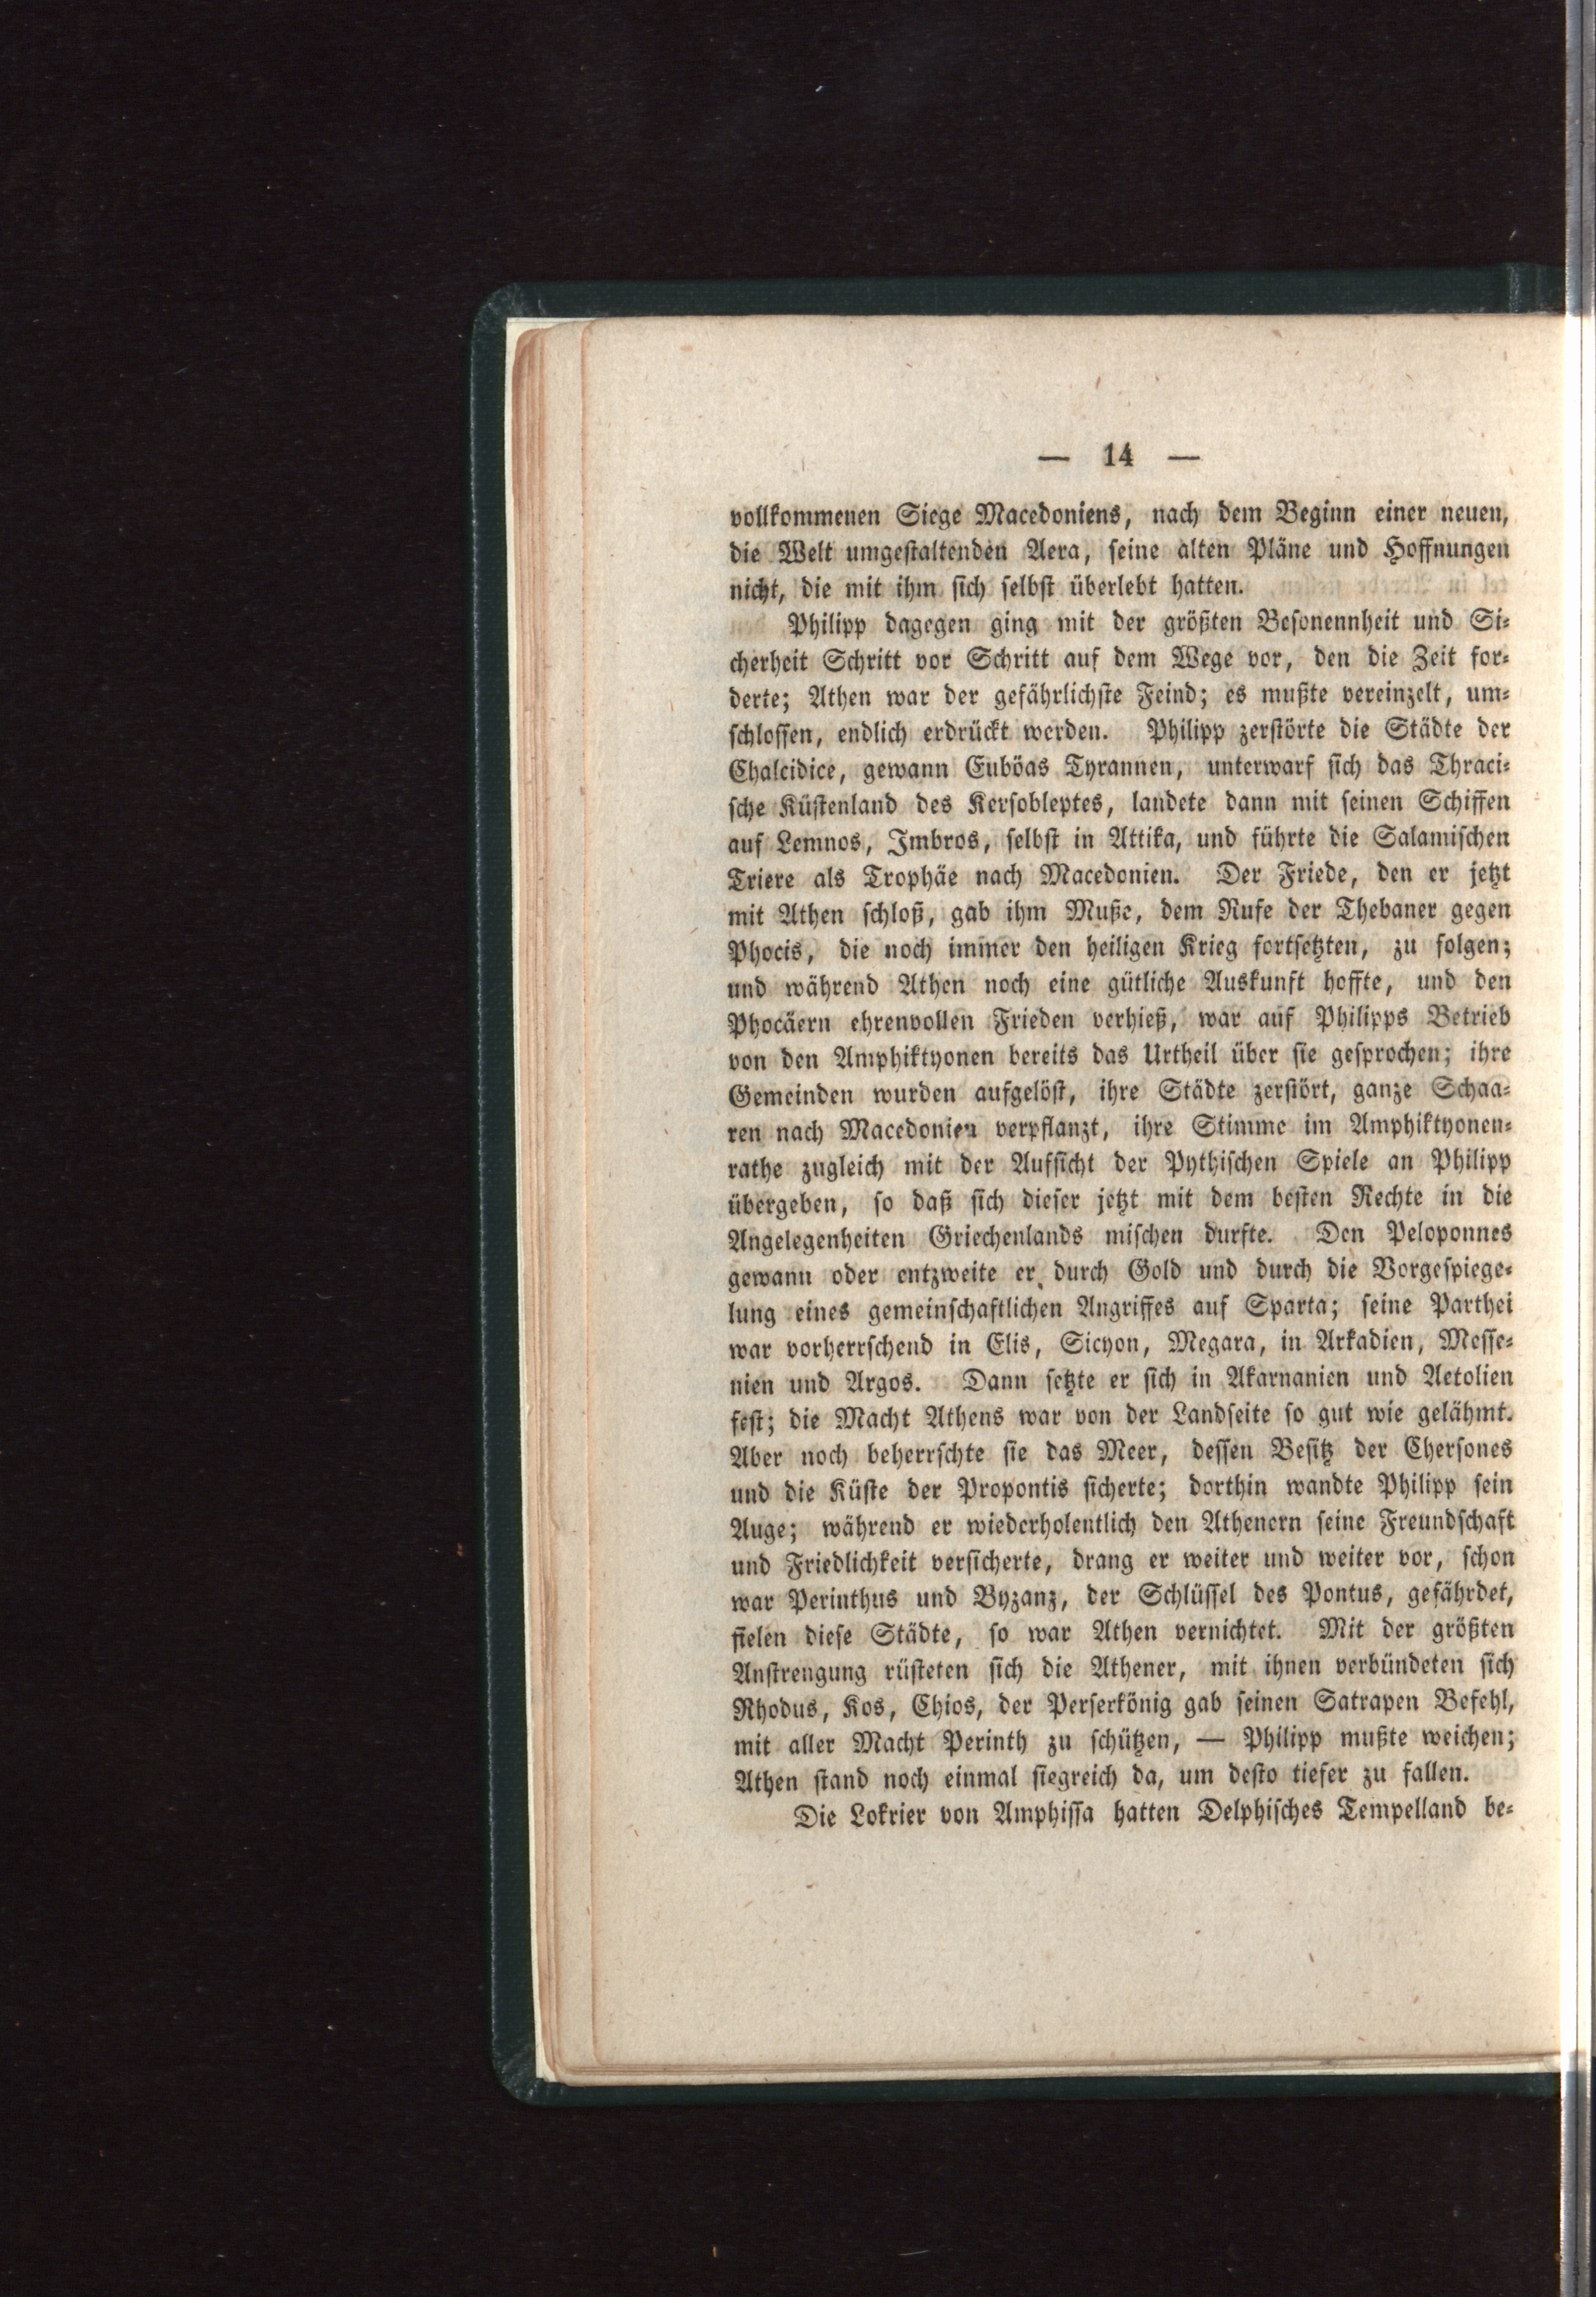 — 14 —
vollkommenen Siege Macedoniens, nach dem Beginn einer neuen,
die Welt umgestaltenden Aera, seine alten Pläne und Hoffnungen
nicht, die mit ihm sich selbst überlebt hatten.
Philipp dagegen ging mit der größten Besonennheit und Si-
cherheit Schritt vor Schritt auf dem Wege vor, den die Zeit for-
derte; Athen war der gefährlichste Feind; es mußte vereinzelt, um-
schlossen, endlich erdrückt werden. Philipp zerstörte die Städte der
Chalcidice, gewann Euböas Tyrannen, unterwarf sich das Thraci-
sche Küstenland des Kersobleptes, landete dann mit seinen Schiffen
auf Lemnos, Imbros, selbst in Attika, und führte die Salamischen
Triere als Trophäe nach Macedonien. Der Friede, den er jetzt
mit Athen schloß, gab ihm Muße, dem Rufe der Thebaner gegen
Phocis, die noch immer den heiligen Krieg fortsetzten, zu folgen;
und während Athen noch eine gütliche Auskunft hoffte, und den
Phocäern ehrenvollen Frieden verhieß, war auf Philipps Betrieb
von den Amphiktyonen bereits das Urtheil über sie gesprochen; ihre
Gemeinden wurden aufgelöst, ihre Städte zerstört, ganze Schaa-
ren nach Macedonien verpflanzt, ihre Stimme im Amphiktyonen-
rathe zugleich mit der Aufsicht der Pythischen Spiele an Philipp
übergeben, so daß sich dieser jetzt mit dem besten Rechte in die
Angelegenheiten Griechenlands mischen durfte. Den Peloponnes
gewann oder entzweite er durch Gold und durch die Vorgespiege-
lung eines gemeinschaftlichen Angriffes auf Sparta; seine Parthei
war vorherrschend in Elis, Sicyon, Megara, in Arkadien, Messe-
nien und Argos. Dann setzte er sich in Akarnanien und Aetolien
fest; die Macht Athens war von der Landseite so gut wie gelähmt.
Aber noch beherrschte sie das Meer, dessen Besitz der Chersones
und die Küste der Propontis sicherte; dorthin wandte Philipp sein
Auge; während er wiederholentlich den Athenern seine Freundschaft
und Friedlichkeit versicherte, drang er weiter und weiter vor, schon
war Perinthus und Byzanz, der Schlüssel des Pontus, gefährdet,
fielen diese Städte, so war Athen vernichtet. Mit der größten
Anstrengung rüsteten sich die Athener, mit ihnen verbündeten sich
Rhodus, Kos, Chios, der Perserkönig gab seinen Satrapen Befehl,
mit aller Macht Perinth zu schützen, — Philipp mußte weichen;
Athen stand noch einmal siegreich da, um desto tiefer zu fallen.
Die Lokrier von Amphissa hatten Delphisches Tempelland be-